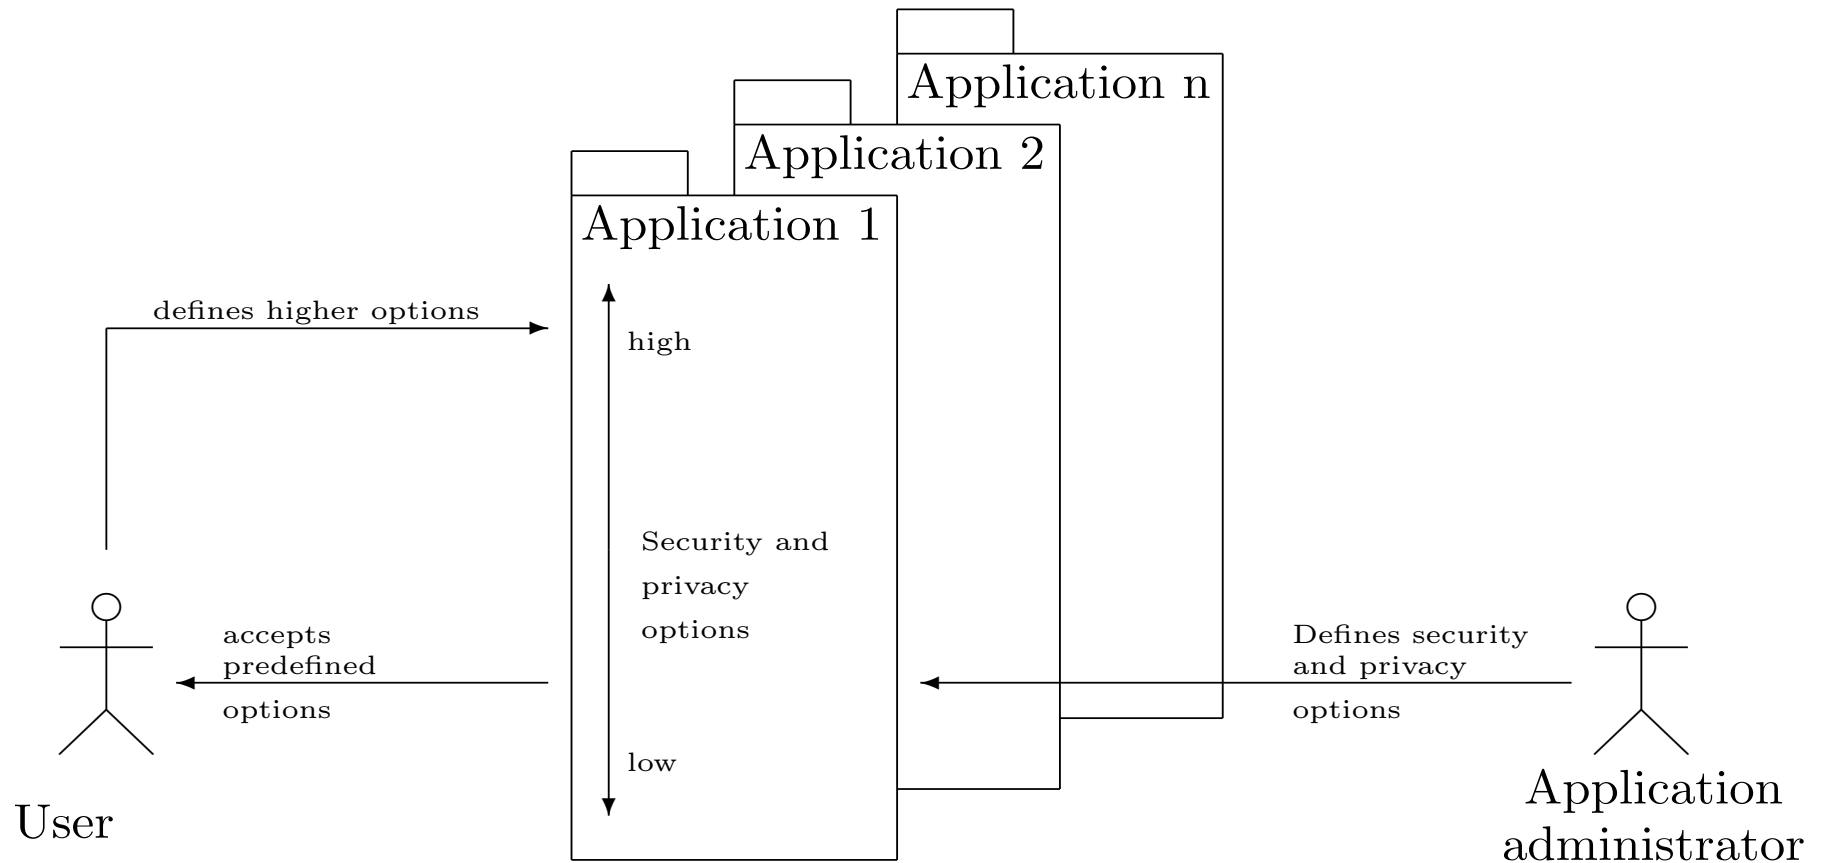 Application n
Application 2
Application 1
defines higher options
high
Security and
privacy
options
accepts
predefined
options
Defines security
and privacy
options
low
User
Application
administrator